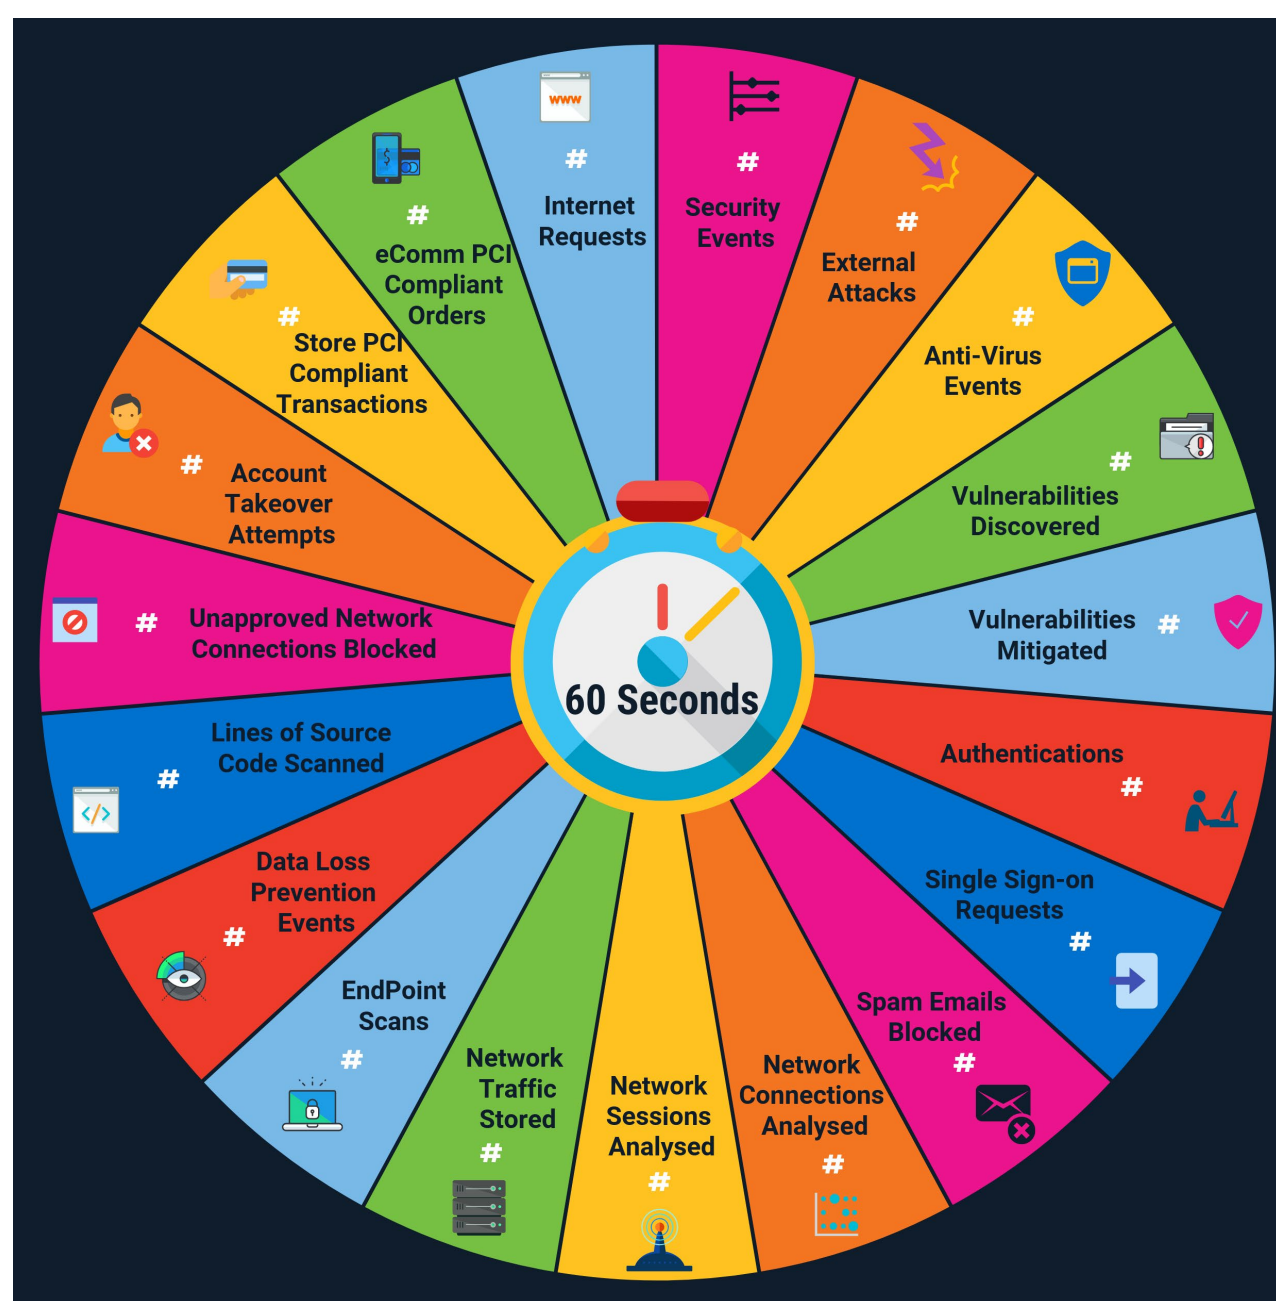 www
#
Internet
Requests
#
Security
Events
#
External
Attacks
#
Anti-Virus
Events
#
Vulnerabilities
Discovered
#
Vulnerabilities
Mitigated
Authentications
#
Single Sign-on
Requests
#
Spam Emails
Blocked
#
Network
Connections
Analysed
#
Network
Sessions
Analysed
#
Network
Traffic
Stored
#
EndPoint
Scans
#
Data Loss
Prevention
Events
#
Lines of Source
Code Scanned
#
</>
#
Unapproved Network
Connections Blocked
#
Account
Takeover
Attempts
#
Store PCI
Compliant
Transactions
$
#
eComm PCI
Compliant
Orders
60 Seconds